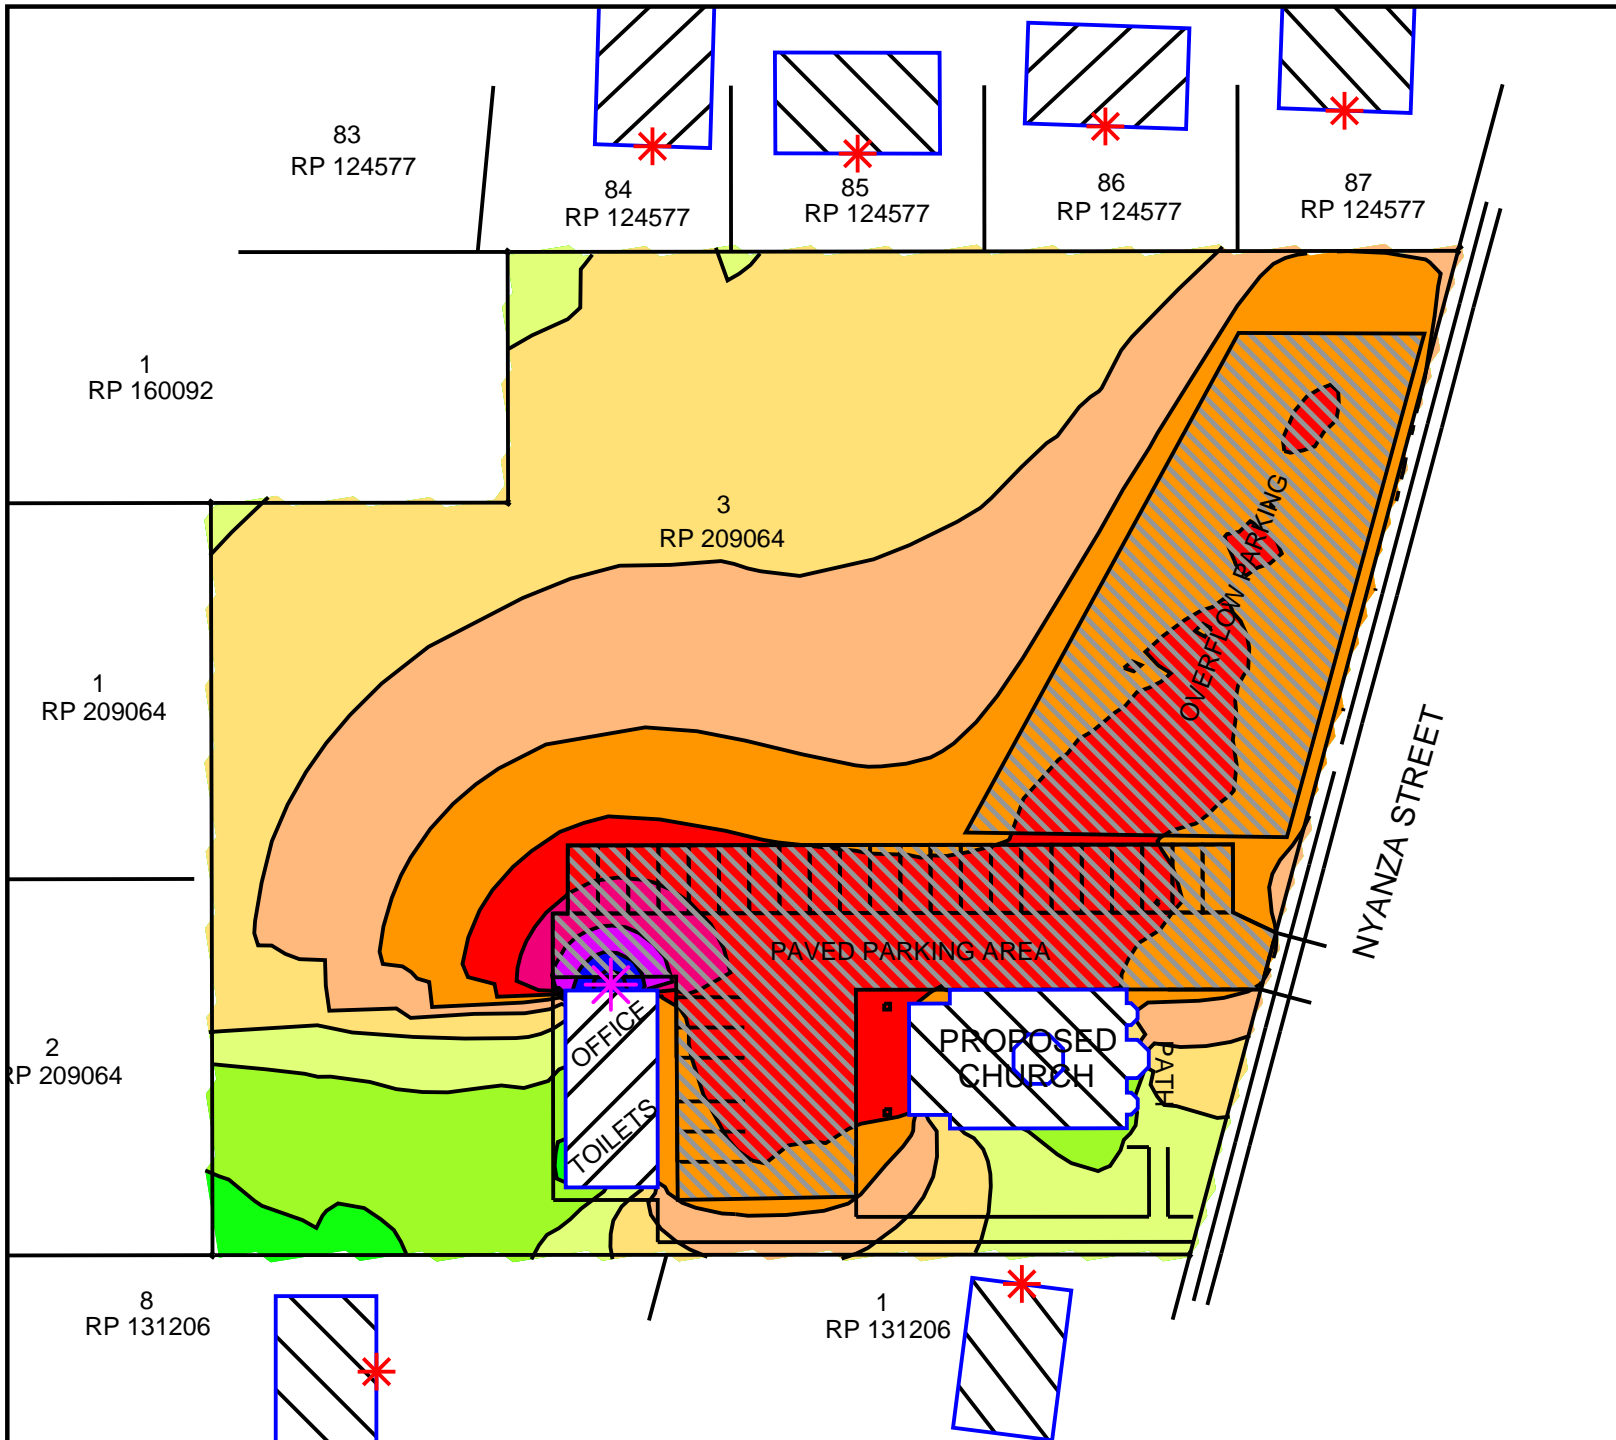 83
RP 124577
84
RP 124577
85
RP 124577
86
RP 124577
87
RP 124577
1
RP 160092
3
RP 209064
OVERFLOW PARKING
1
RP 209064
NYANZA STREET
PAVED PARKING AREA
OFFICE
PROPOSED
CHURCH
PATH
2
RP 209064
TOILETS
8
RP 131206
1
RP 131206